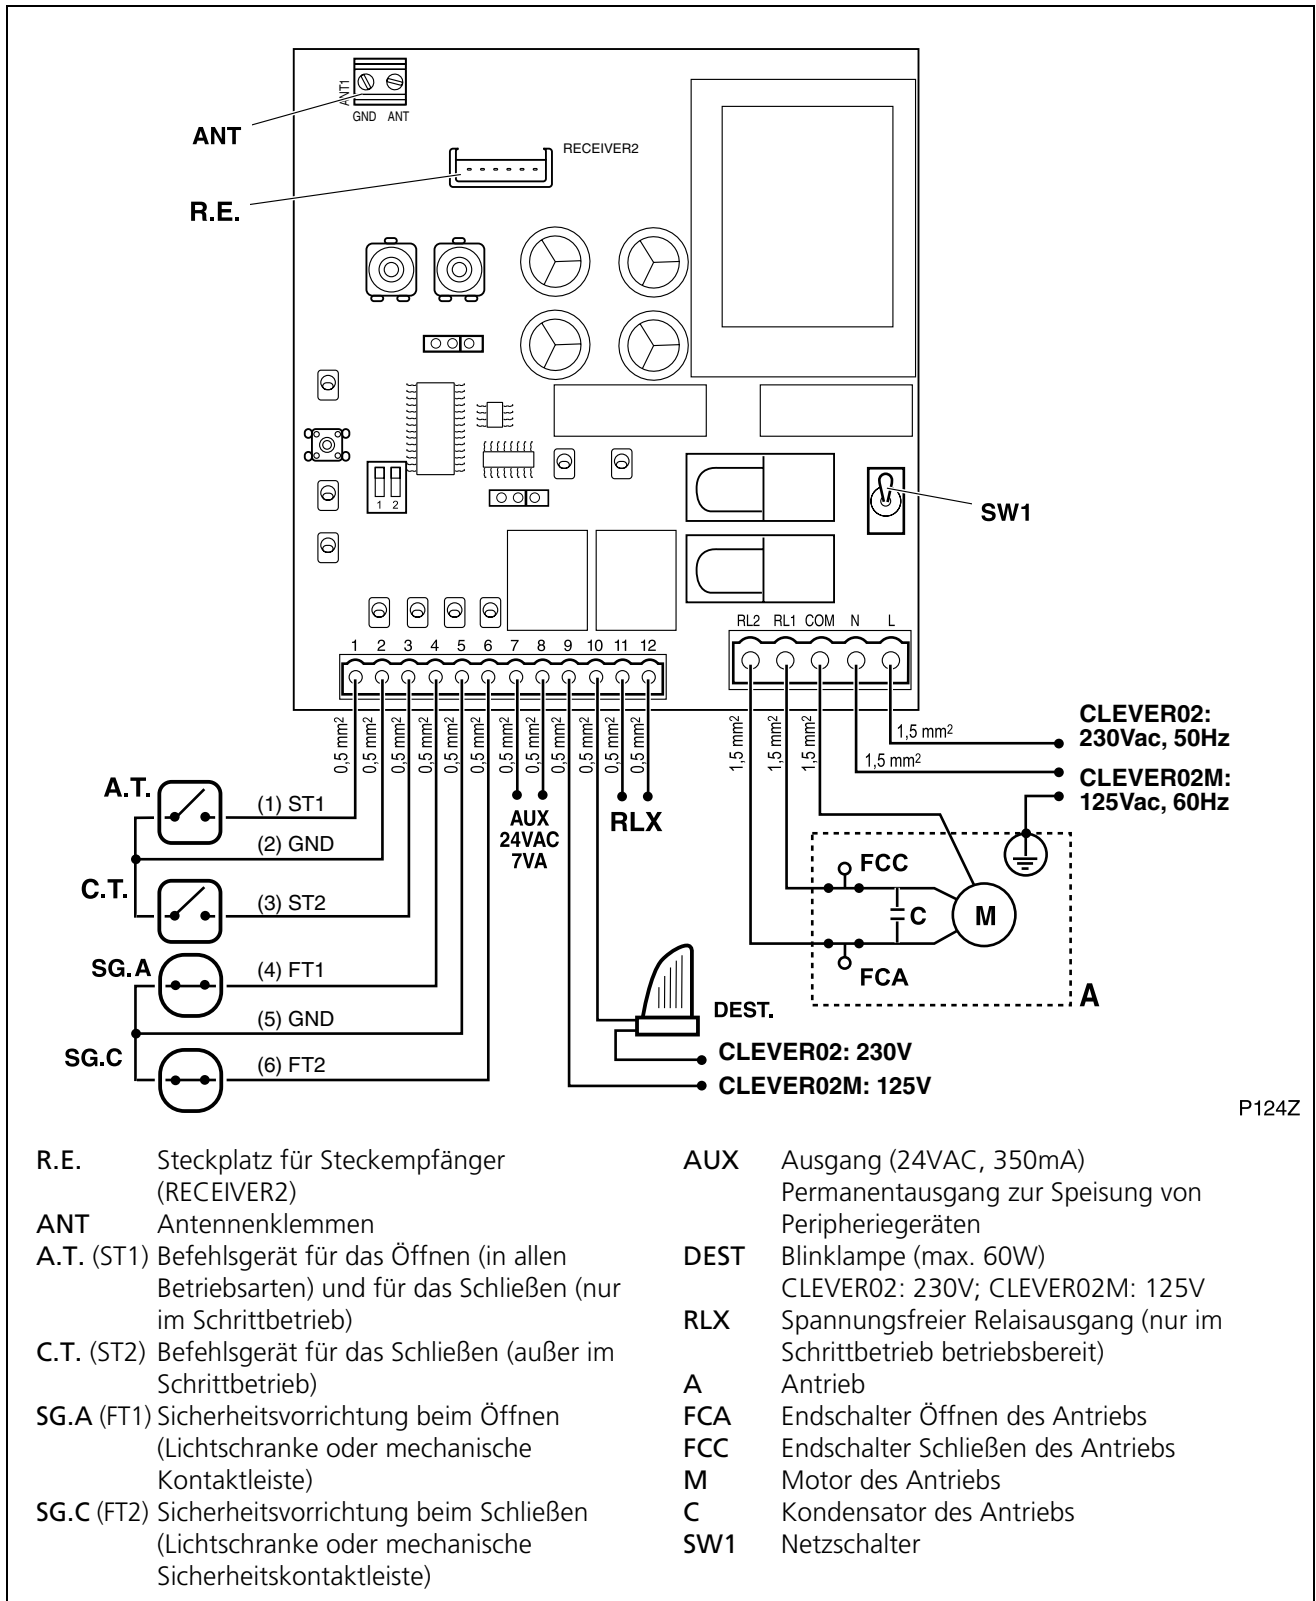 ANT1
GND ANT
ANT
RECEIVER2
R.E.
1 2
SW1
RL2 RL1 COM N L
1 2 3 4 5 6 7 8 9 10 11 12
0,5 mm² 0,5 mm² 0,5 mm² 0,5 mm² 0,5 mm² 0,5 mm² 0,5 mm² 0,5 mm² 0,5 mm² 0,5 mm² 0,5 mm² 0,5 mm²
1,5 mm² 1,5 mm² 1,5 mm²
1,5 mm²
1,5 mm²
CLEVER02:
230Vac, 50Hz
CLEVER02M:
125Vac, 60Hz
A.T.
(1) ST1
(2) GND
C.T.
(3) ST2
SG.A
(4) FT1
(5) GND
SG.C
(6) FT2
AUX
24VAC
7VA
RLX
FCC
C
M
FCA
A
DEST.
CLEVER02: 230V
CLEVER02M: 125V
P124Z
R.E. Steckplatz für Steckempfänger
(RECEIVER2)
ANT Antennenklemmen
A.T. (ST1) Befehlsgerät für das Öffnen (in allen
Betriebsarten) und für das Schließen (nur
im Schrittbetrieb)
C.T. (ST2) Befehlsgerät für das Schließen (außer im
Schrittbetrieb)
SG.A (FT1) Sicherheitsvorrichtung beim Öffnen
(Lichtschranke oder mechanische
Kontaktleiste)
SG.C (FT2) Sicherheitsvorrichtung beim Schließen
(Lichtschranke oder mechanische
Sicherheitskontaktleiste)
AUX Ausgang (24VAC, 350mA)
Permanentausgang zur Speisung von
Peripheriegeräten
DEST Blinklampe (max. 60W)
CLEVER02: 230V; CLEVER02M: 125V
RLX Spannungsfreier Relaisausgang (nur im
Schrittbetrieb betriebsbereit)
A Antrieb
FCA Endschalter Öffnen des Antriebs
FCC Endschalter Schließen des Antriebs
M Motor des Antriebs
C Kondensator des Antriebs
SW1 Netzschalter